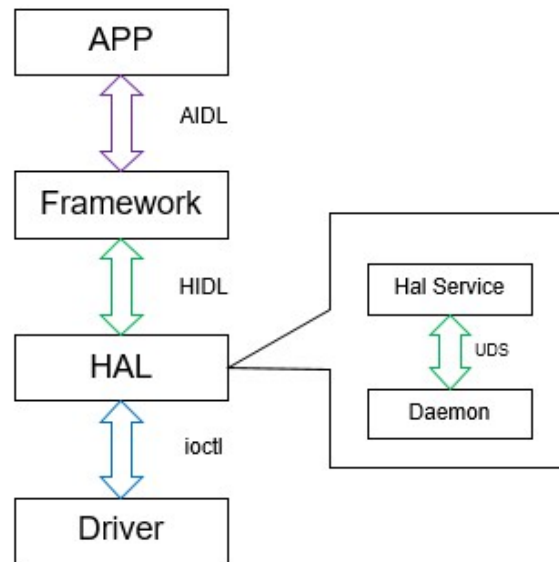 APP
AIDL
Framework
HIDL
HAL
ioctl
Driver
Hal Service
UDS
Daemon